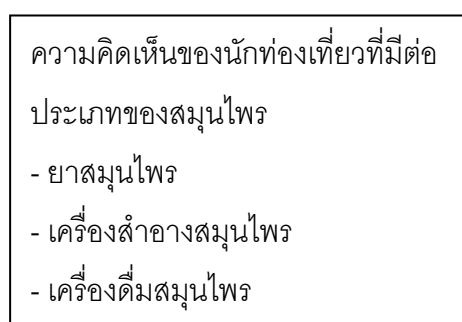 ความคิดเห็นของนักท่องเที่ยวที่มีต่อ
ประเภทของสมุนไพร
- ยาสมุนไพร
- เครื่องสำอางสมุนไพร
- เครื่องดื่มสมุนไพร